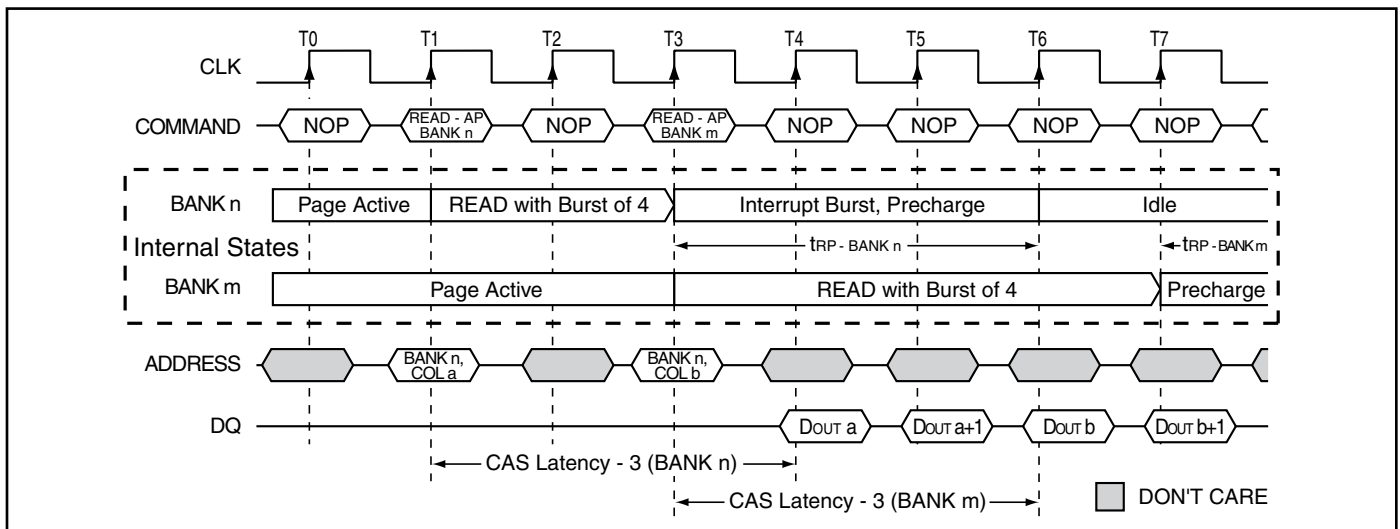 T0 T1 T2 T3 T4 T5 T6 T7
CLK
COMMAND NOP READ - AP BANK n NOP READ - AP BANK m NOP NOP NOP NOP
BANK n Page Active READ with Burst of 4 Interrupt Burst, Precharge Idle
Internal States tRP - BANK n tRP - BANK m
BANK m Page Active READ with Burst of 4 Precharge
ADDRESS BANK n, COL a BANK n, COL b
DQ DOUT a DOUT a+1 DOUT b DOUT b+1
CAS Latency - 3 (BANK n)
CAS Latency - 3 (BANK m) DON'T CARE